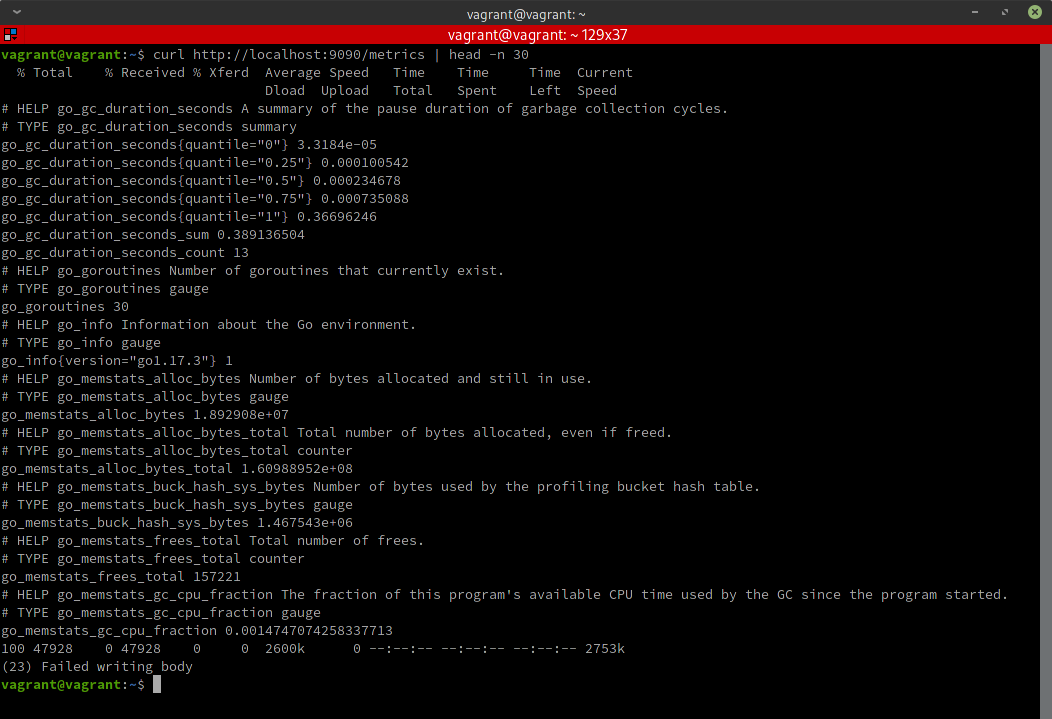 vagrant@vagrant: ~
vagrant@vagrant: ~ 129x37
vagrant@vagrant:~$ curl http://localhost:9090/metrics | head -n 30
  % Total    % Received % Xferd  Average Speed   Time    Time     Time  Current
                                 Dload  Upload   Total   Spent    Left  Speed
# HELP go_gc_duration_seconds A summary of the pause duration of garbage collection cycles.
# TYPE go_gc_duration_seconds summary
go_gc_duration_seconds{quantile="0"} 3.3184e-05
go_gc_duration_seconds{quantile="0.25"} 0.000100542
go_gc_duration_seconds{quantile="0.5"} 0.000234678
go_gc_duration_seconds{quantile="0.75"} 0.000735088
go_gc_duration_seconds{quantile="1"} 0.36696246
go_gc_duration_seconds_sum 0.389136504
go_gc_duration_seconds_count 13
# HELP go_goroutines Number of goroutines that currently exist.
# TYPE go_goroutines gauge
go_goroutines 30
# HELP go_info Information about the Go environment.
# TYPE go_info gauge
go_info{version="go1.17.3"} 1
# HELP go_memstats_alloc_bytes Number of bytes allocated and still in use.
# TYPE go_memstats_alloc_bytes gauge
go_memstats_alloc_bytes 1.892908e+07
# HELP go_memstats_alloc_bytes_total Total number of bytes allocated, even if freed.
# TYPE go_memstats_alloc_bytes_total counter
go_memstats_alloc_bytes_total 1.60988952e+08
# HELP go_memstats_buck_hash_sys_bytes Number of bytes used by the profiling bucket hash table.
# TYPE go_memstats_buck_hash_sys_bytes gauge
go_memstats_buck_hash_sys_bytes 1.467543e+06
# HELP go_memstats_frees_total Total number of frees.
# TYPE go_memstats_frees_total counter
go_memstats_frees_total 157221
# HELP go_memstats_gc_cpu_fraction The fraction of this program's available CPU time used by the GC since the program started.
# TYPE go_memstats_gc_cpu_fraction gauge
go_memstats_gc_cpu_fraction 0.0014747074258337713
100 47928    0 47928    0     0  2600k      0 --:--:-- --:--:-- --:--:-- 2753k
(23) Failed writing body
vagrant@vagrant:~$